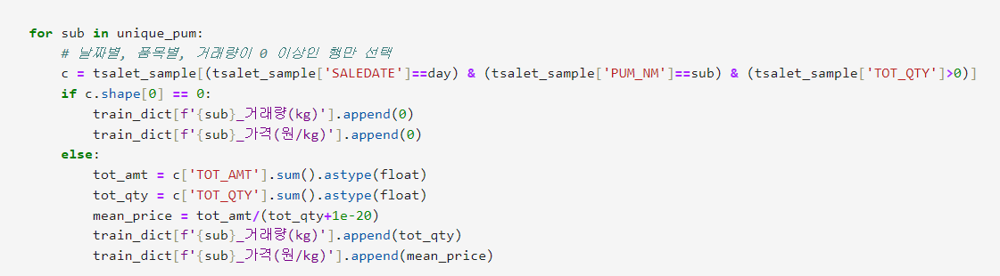 for sub in unique_pum:
    # 날짜별, 품목별, 거래량이 0 이상인 행만 선택
    c = tsalet_sample[(tsalet_sample['SALEDATE']==day) & (tsalet_sample['PUM_NM']==sub) & (tsalet_sample['TOT_QTY']>0)]
    if c.shape[0] == 0:
        train_dict[f'{sub}_거래량(kg)'].append(0)
        train_dict[f'{sub}_가격(원/kg)'].append(0)
    else:
        tot_amt = c['TOT_AMT'].sum().astype(float)
        tot_qty = c['TOT_QTY'].sum().astype(float)
        mean_price = tot_amt/(tot_qty+1e-20)
        train_dict[f'{sub}_거래량(kg)'].append(tot_qty)
        train_dict[f'{sub}_가격(원/kg)'].append(mean_price)